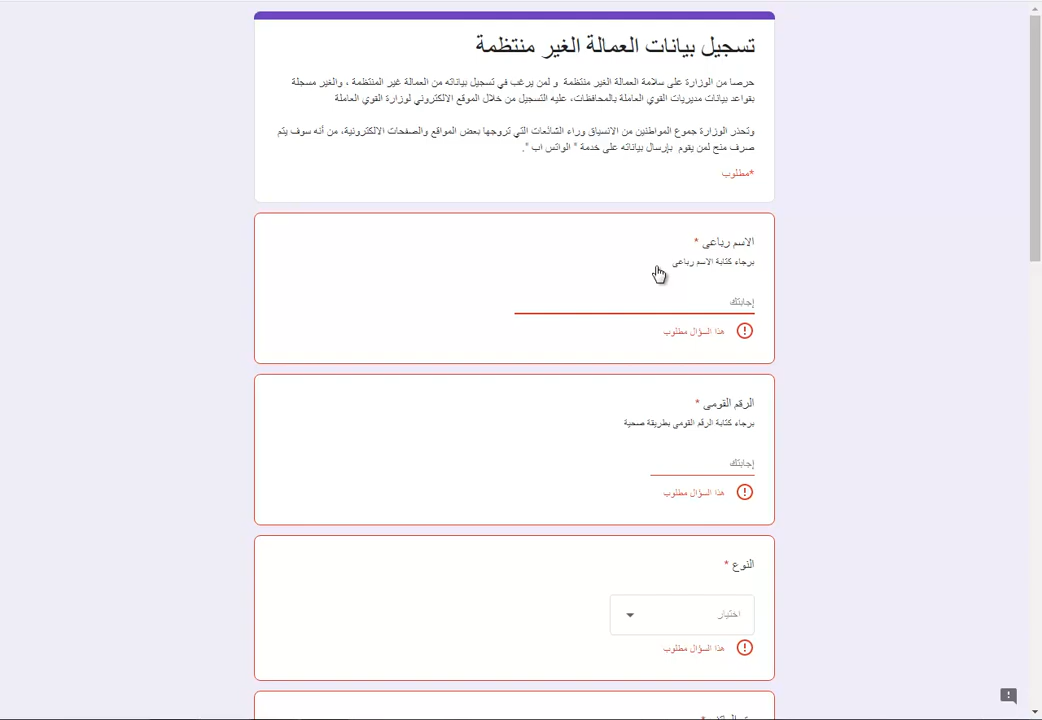 تسجيل بيانات العمالة الغير منتظمة
حرصا من الوزارة على سلامة العمالة الغير منتظمة و لمن يرغب في تسجيل بياناته من العمالة غير المنتظمة ، والغير مسجلة
بقواعد بيانات مديريات القوي العاملة بالمحافظات، عليه التسجيل من خلال الموقع الالكتروني لوزارة القوي العاملة
وتحذر الوزارة جموع المواطنين من الانسياق وراء الشائعات التي تروجها بعض المواقع والصفحات الالكترونية، من أنه سوف يتم
صرف منح لمن يقوم بإرسال بياناته على خدمة " الواتس اب ".
*مطلوب
الاسم رباعى *
برجاء كتابة الاسم رباعى
إجابتك
هذا السؤال مطلوب
الرقم القومى *
برجاء كتابة الرقم القومى بطريقة صحية
إجابتك
هذا السؤال مطلوب
النوع *
اختيار
هذا السؤال مطلوب